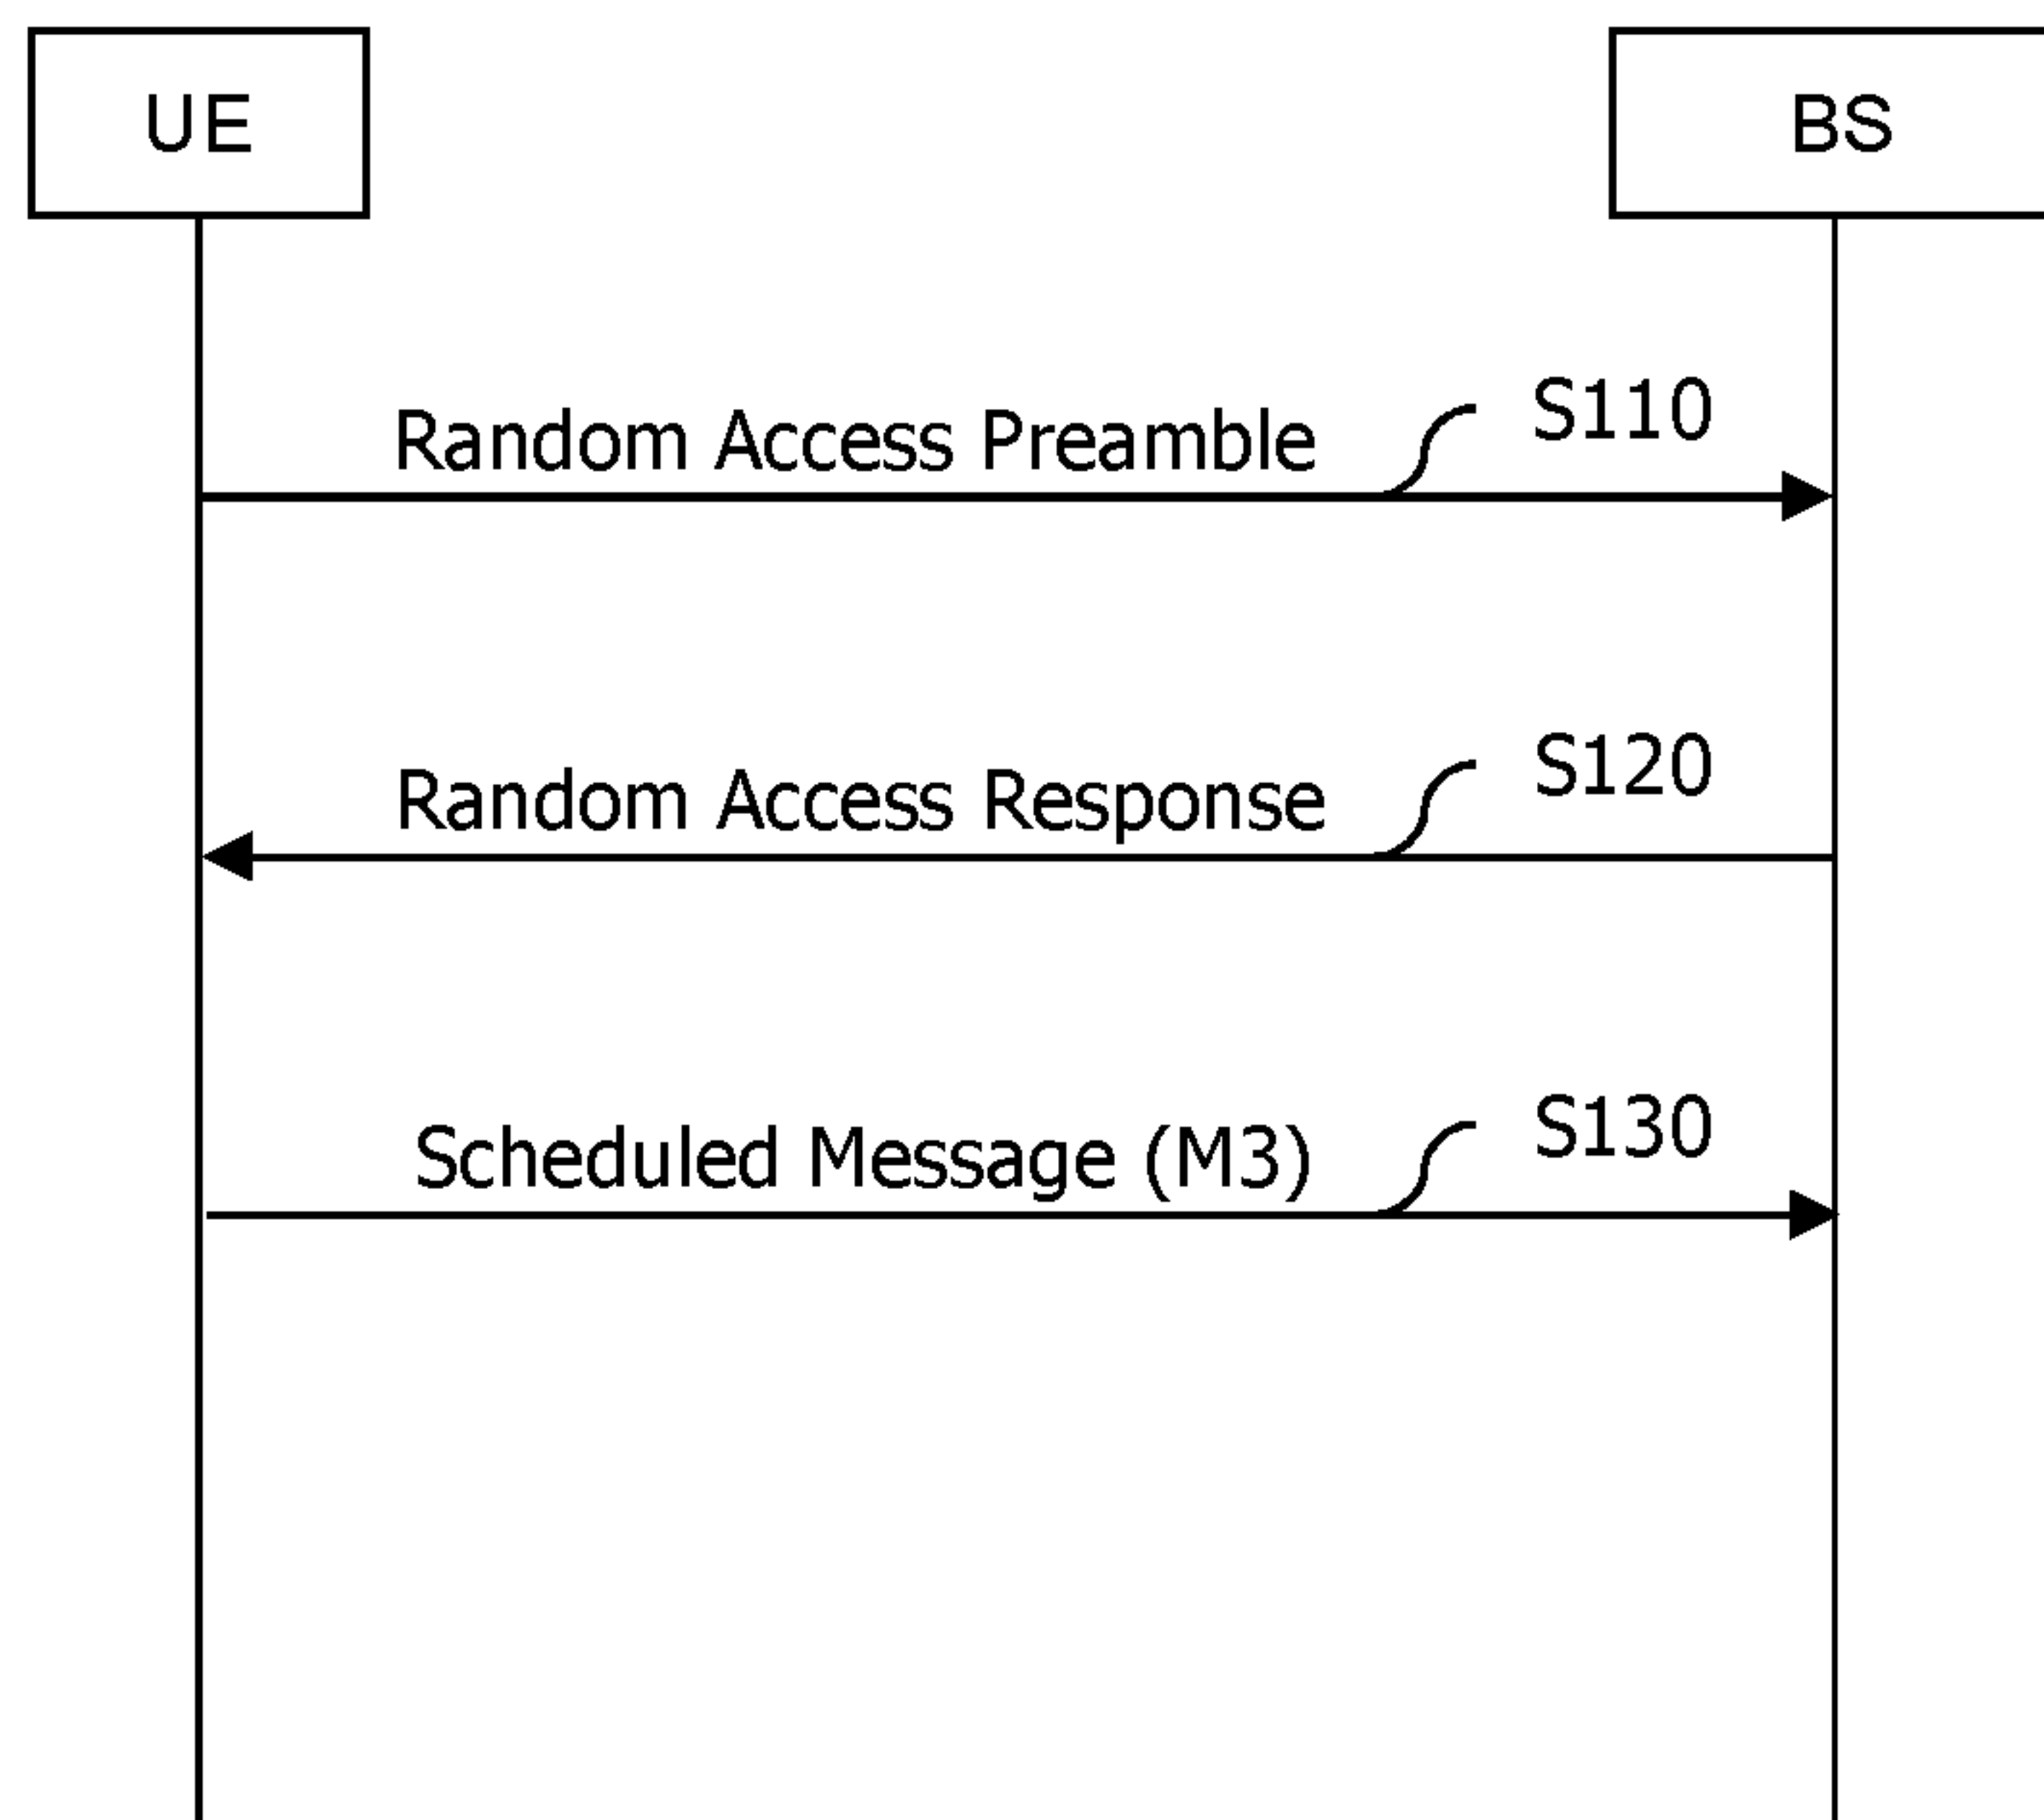 UE
BS
Random Access Preamble
S110
Random Access Response
S120
Scheduled Message (M3)
S130